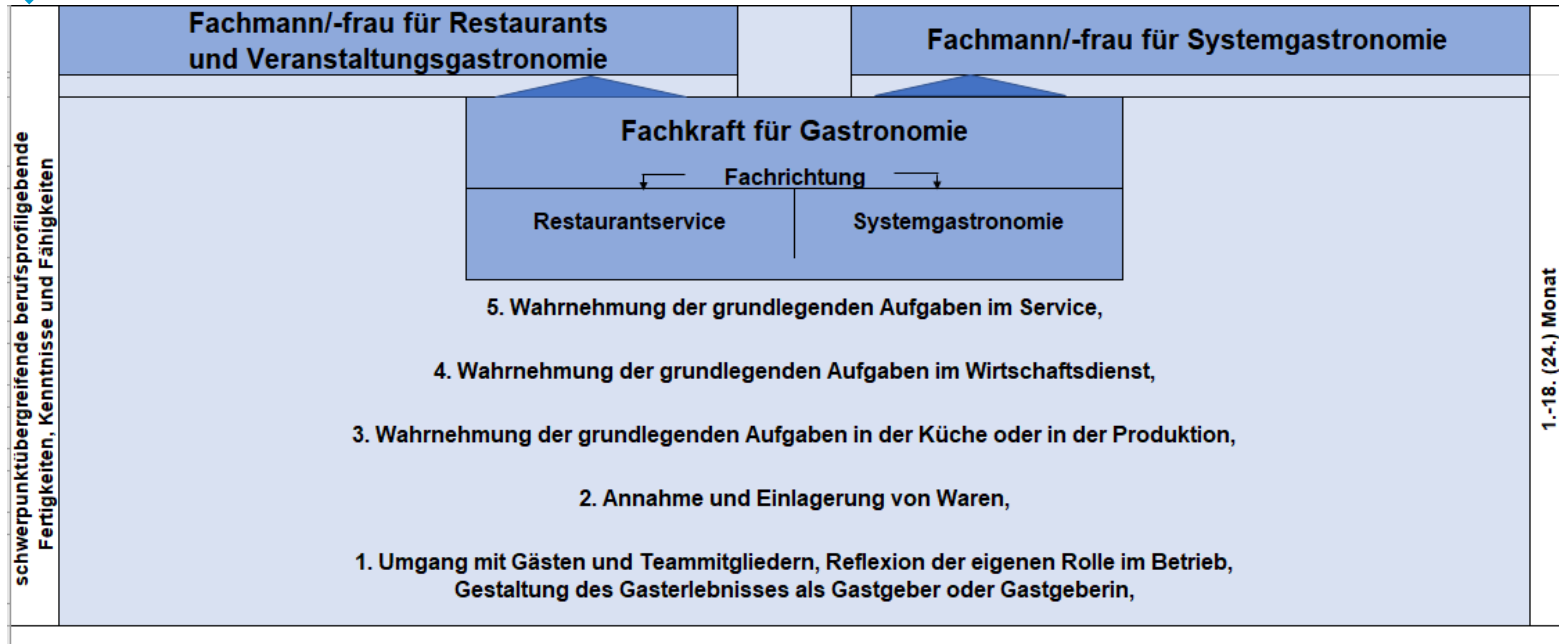 Fachmann/-frau für Restaurants
und Veranstaltungsgastronomie
Fachmann/-frau für Systemgastronomie
Fachkraft für Gastronomie
Fachrichtung
Restaurantservice
Systemgastronomie
5. Wahrnehmung der grundlegenden Aufgaben im Service,
4. Wahrnehmung der grundlegenden Aufgaben im Wirtschaftsdienst,
3. Wahrnehmung der grundlegenden Aufgaben in der Küche oder in der Produktion,
2. Annahme und Einlagerung von Waren,
1. Umgang mit Gästen und Teammitgliedern, Reflexion der eigenen Rolle im Betrieb,
Gestaltung des Gasterlebnisses als Gastgeber oder Gastgeberin,
schwerpunktübergreifende berufsprofilgebende
Fertigkeiten, Kenntnisse und Fähigkeiten
1.-18. (24.) Monat